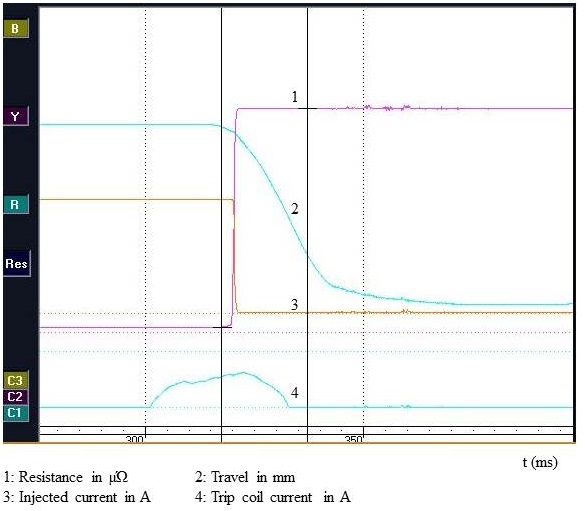 B
1
Y
R
2
Res
3
C3
C2
4
C1
300
350
t (ms)
1: Resistance in µΩ 2: Travel in mm
3: Injected current in A 4: Trip coil current in A